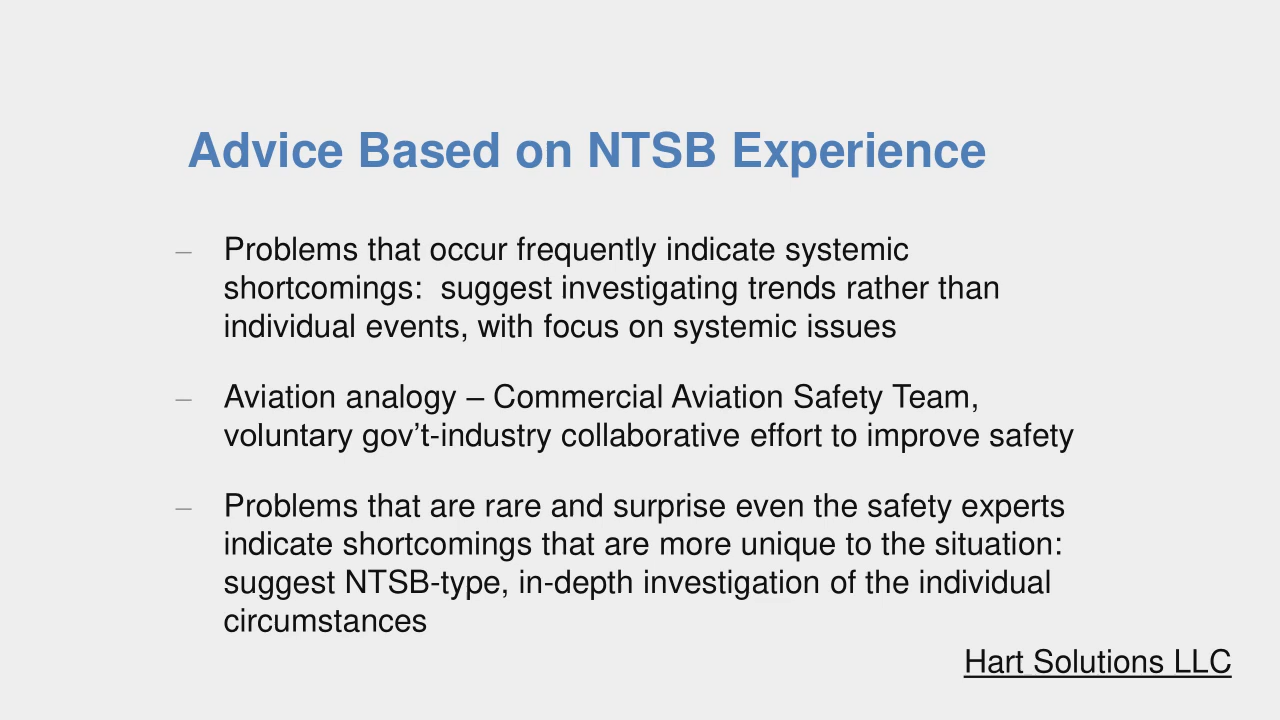 Advice Based on NTSB Experience
– Problems that occur frequently indicate systemic
shortcomings:  suggest investigating trends rather than
individual events, with focus on systemic issues
– Aviation analogy – Commercial Aviation Safety Team,
voluntary gov’t-industry collaborative effort to improve safety
– Problems that are rare and surprise even the safety experts
indicate shortcomings that are more unique to the situation:
suggest NTSB-type, in-depth investigation of the individual
circumstances
Hart Solutions LLC